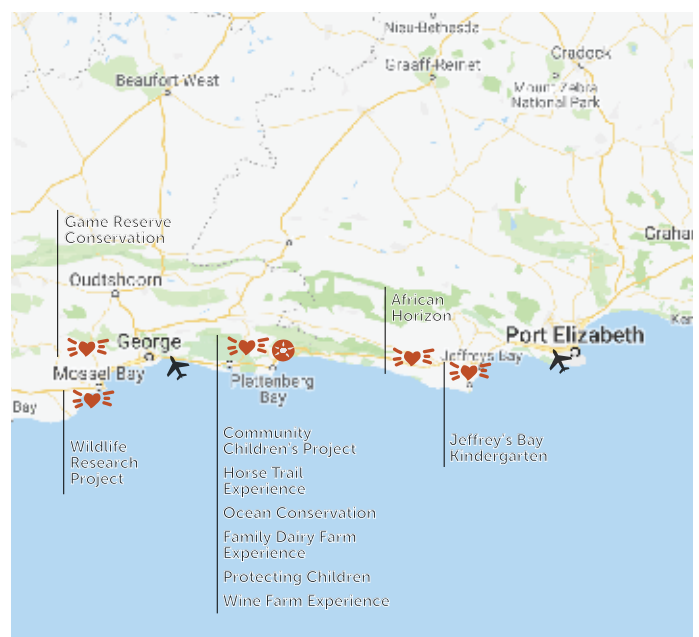 Nieu-Bethesda
Graaff-Reinet
Cradock
Beaufort West
Mount Zebra
National Park
Game Reserve
Conservation
Graha
Oudtshoorn
African
Horizon
Ken
George
Port Elizabeth
Jeffreys Bay
Mossel Bay
Plettenberg
Bay
Bay
Wildlife
Research
Project
Community
Children's Project
Horse Trail
Experience
Ocean Conservation
Family Dairy Farm
Experience
Protecting Children
Wine Farm Experience
Jeffrey's Bay
Kindergarten